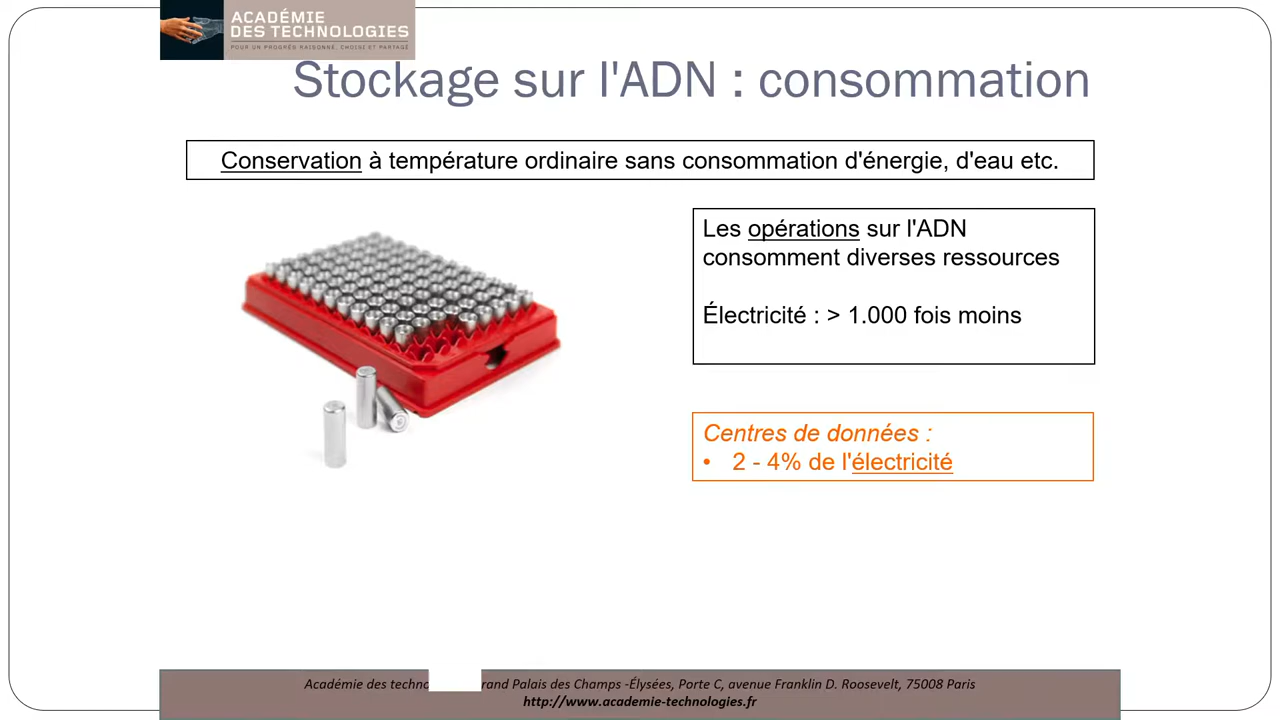 ACADÉMIE
DES TECHNOLOGIES
POUR UN PROGRÈS RAISONNÉ, CHOISI ET PARTAGÉ
Stockage sur l'ADN : consommation
Conservation à température ordinaire sans consommation d'énergie, d'eau etc.
Les opérations sur l'ADN
consomment diverses ressources
Électricité : > 1.000 fois moins
Centres de données :
• 2 - 4% de l'électricité
Académie des techno rand Palais des Champs -Élysées, Porte C, avenue Franklin D. Roosevelt, 75008 Paris
http://www.academie-technologies.fr